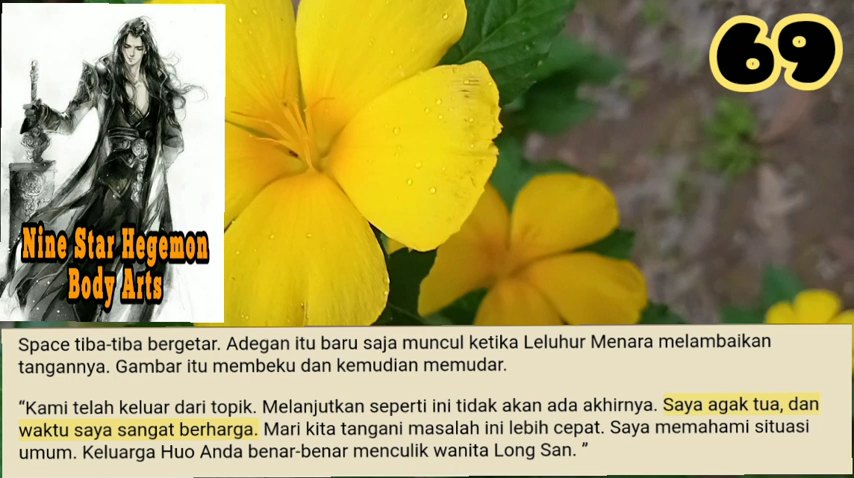 69
Nine Star Hegemon
Body Arts
Space tiba-tiba bergetar. Adegan itu baru saja muncul ketika Leluhur Menara melambaikan
tangannya. Gambar itu membeku dan kemudian memudar.
“Kami telah keluar dari topik. Melanjutkan seperti ini tidak akan ada akhirnya. Saya agak tua, dan
waktu saya sangat berharga. Mari kita tangani masalah ini lebih cepat. Saya memahami situasi
umum. Keluarga Huo Anda benar-benar menculik wanita Long San. ”